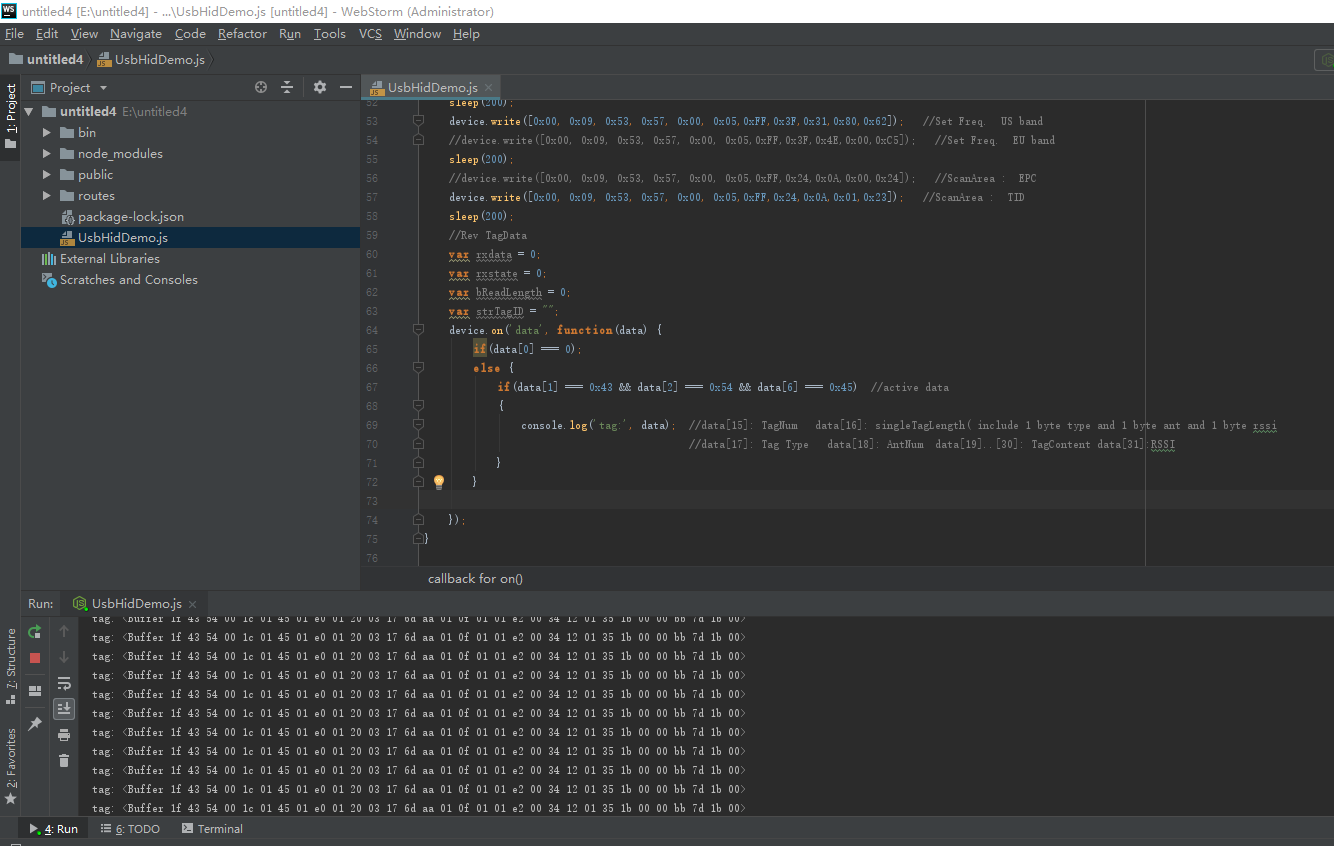 WS untitled4 [E:\untitled4] - ...\UsbHidDemo.js [untitled4] - WebStorm (Administrator)
File Edit View Navigate Code Refactor Run Tools VCS Window Help
untitled4 UsbHidDemo.js
1: Project
Project
untitled4 E:\untitled4
bin
node_modules
public
routes
package-lock.json
UsbHidDemo.js
External Libraries
Scratches and Consoles
UsbHidDemo.js
52 sleep(200);
53 device.write([0x00, 0x09, 0x53, 0x57, 0x00, 0x05,0xFF,0x3F,0x31,0x80,0x62]); //Set Freq. US band
54 //device.write([0x00, 0x09, 0x53, 0x57, 0x00, 0x05,0xFF,0x3F,0x4E,0x00,0xC5]); //Set Freq. EU band
55 sleep(200);
56 //device.write([0x00, 0x09, 0x53, 0x57, 0x00, 0x05,0xFF,0x24,0x0A,0x00,0x24]); //ScanArea : EPC
57 device.write([0x00, 0x09, 0x53, 0x57, 0x00, 0x05,0xFF,0x24,0x0A,0x01,0x23]); //ScanArea : TID
58 sleep(200);
59 //Rev TagData
60 var rxdata = 0;
61 var rxstate = 0;
62 var bReadLength = 0;
63 var strTagID = "";
64 device.on('data', function(data) {
65 if(data[0] === 0);
66 else {
67 if(data[1] === 0x43 && data[2] === 0x54 && data[6] === 0x45) //active data
68 {
69 console.log('tag:', data); //data[15]: TagNum data[16]: singleTagLength( include 1 byte type and 1 byte ant and 1 byte rssi
70 //data[17]: Tag Type data[18]: AntNum data[19]..[30]: TagContent data[31]:RSSI
71 }
72 }
73
74 });
75 }
76
callback for on()
Run: UsbHidDemo.js
tag: <Buffer 1f 43 54 00 1c 01 45 01 e0 01 20 03 17 6d aa 01 0f 01 01 e2 00 34 12 01 35 1b 00 00 bb 7d 1b 00>
tag: <Buffer 1f 43 54 00 1c 01 45 01 e0 01 20 03 17 6d aa 01 0f 01 01 e2 00 34 12 01 35 1b 00 00 bb 7d 1b 00>
tag: <Buffer 1f 43 54 00 1c 01 45 01 e0 01 20 03 17 6d aa 01 0f 01 01 e2 00 34 12 01 35 1b 00 00 bb 7d 1b 00>
tag: <Buffer 1f 43 54 00 1c 01 45 01 e0 01 20 03 17 6d aa 01 0f 01 01 e2 00 34 12 01 35 1b 00 00 bb 7d 1b 00>
tag: <Buffer 1f 43 54 00 1c 01 45 01 e0 01 20 03 17 6d aa 01 0f 01 01 e2 00 34 12 01 35 1b 00 00 bb 7d 1b 00>
tag: <Buffer 1f 43 54 00 1c 01 45 01 e0 01 20 03 17 6d aa 01 0f 01 01 e2 00 34 12 01 35 1b 00 00 bb 7d 1b 00>
tag: <Buffer 1f 43 54 00 1c 01 45 01 e0 01 20 03 17 6d aa 01 0f 01 01 e2 00 34 12 01 35 1b 00 00 bb 7d 1b 00>
tag: <Buffer 1f 43 54 00 1c 01 45 01 e0 01 20 03 17 6d aa 01 0f 01 01 e2 00 34 12 01 35 1b 00 00 bb 7d 1b 00>
tag: <Buffer 1f 43 54 00 1c 01 45 01 e0 01 20 03 17 6d aa 01 0f 01 01 e2 00 34 12 01 35 1b 00 00 bb 7d 1b 00>
tag: <Buffer 1f 43 54 00 1c 01 45 01 e0 01 20 03 17 6d aa 01 0f 01 01 e2 00 34 12 01 35 1b 00 00 bb 7d 1b 00>
tag: <Buffer 1f 43 54 00 1c 01 45 01 e0 01 20 03 17 6d aa 01 0f 01 01 e2 00 34 12 01 35 1b 00 00 bb 7d 1b 00>
7: Structure
2: Favorites
4: Run 6: TODO Terminal